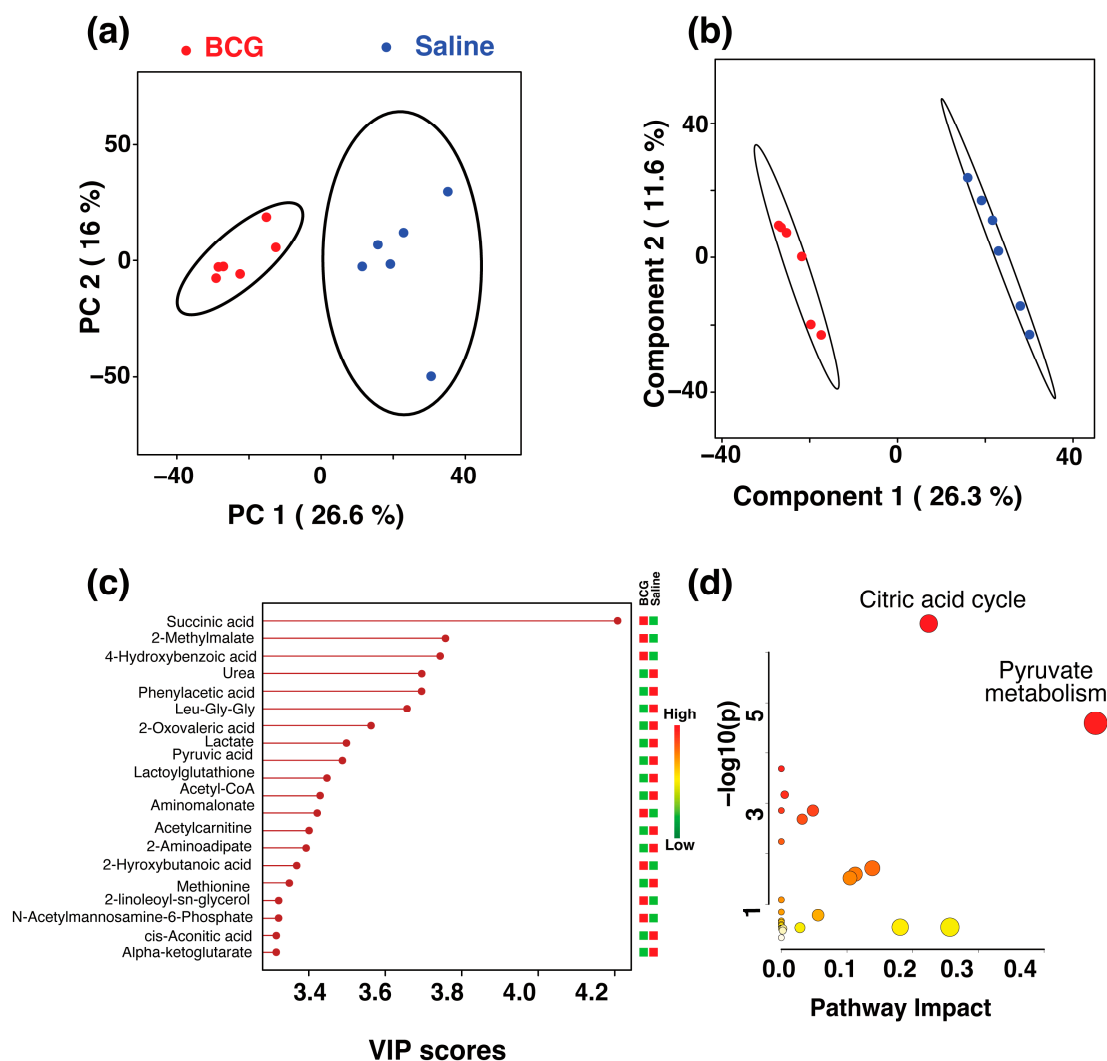 (a)
BCG
Saline
50
0
−50
PC 2 ( 16 %)
−40
0
40
PC 1 ( 26.6 %)
(b)
40
0
−40
Component 2 ( 11.6 %)
−40
0
40
Component 1 ( 26.3 %)
(c)
BCG
Saline
Succinic acid
2-Methylmalate
4-Hydroxybenzoic acid
Urea
Phenylacetic acid
Leu-Gly-Gly
2-Oxovaleric acid
Lactate
Pyruvic acid
Lactoylglutathione
Acetyl-CoA
Aminomalonate
Acetylcarnitine
2-Aminoadipate
2-Hyroxybutanoic acid
Methionine
2-linoleoyl-sn-glycerol
N-Acetylmannosamine-6-Phosphate
cis-Aconitic acid
Alpha-ketoglutarate
3.4
3.6
3.8
4.0
4.2
VIP scores
High
Low
(d)
Citric acid cycle
Pyruvate
metabolism
5
3
1
−log10(p)
0.0
0.1
0.2
0.3
0.4
Pathway Impact